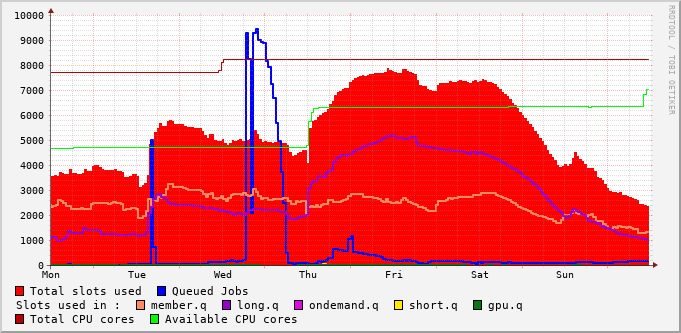 10000
9000
8000
7000
6000
5000
4000
3000
2000
1000
0
Mon Tue Wed Thu Fri Sat Sun
RRDTOOL / TOBI OETIKER
Total slots used Queued Jobs
Slots used in : member.q long.q ondemand.q short.q gpu.q
Total CPU cores Available CPU cores